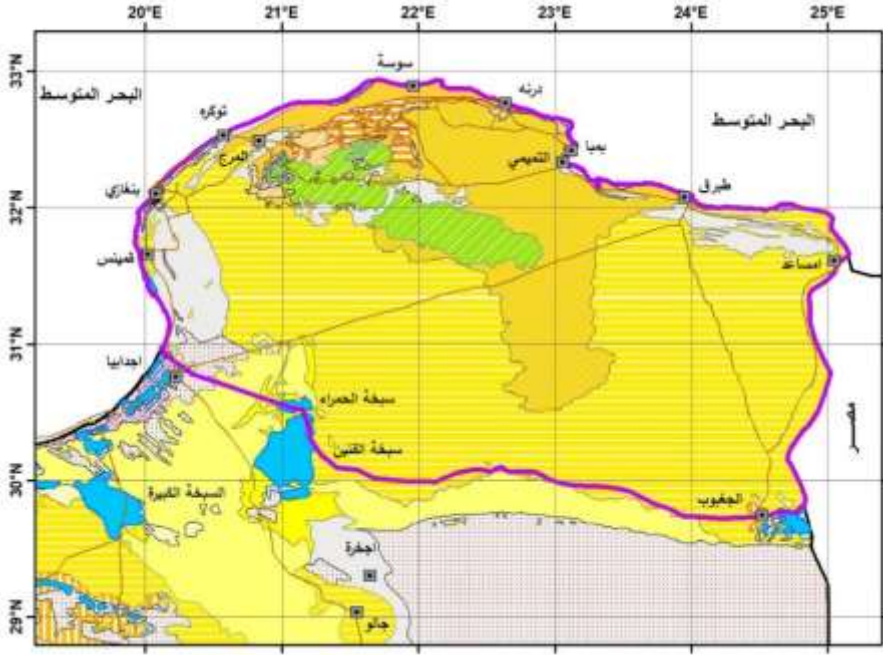 20°E 21°E 22°E 23°E 24°E 25°E
33°N
سوسة
البحر المتوسط
درنه
توكره
البحر المتوسط
المرج
بمبا
التميمي
طبرق
بنغازي
32°N
قمينس
امساعد
31°N
اجدابيا
سبخة الحمراء
سبخة القنين
مصر
30°N
السبخة الكبيرة
الجغبوب
اجخرة
29°N
جالو